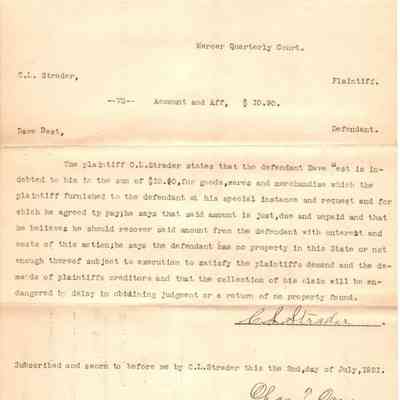 Mercer Quarterly Court.
C.L. Strader, Plaintiff.
--VS-- Acmount and Aff, $ 10.90.
Dave Best, Defendant.
The plaintiff C.L.Strader states that the defendant Dave "est is in-
debted to him in the sum of $10.90,for goods,wares and merchandise which the
plaintiff furnished to the defendant at his special instance and request and for
which he agreed ty pay;he says that said amount is just,due and unpaid and that
he believes he should recover said amount from the defendant with onterest and
costs of this action;he says the defendant has no property in this State or not
enough thereof subject to execution to satisfy the plaintiffs demand and the de-
mands of plaintiffs creditors and that the collection of his claim will be en-
dangered by delay in obtaining judgment or a return of no property found.
C L Strader.
Subscribed and sworn to before me by C.L.Strader this the 2nd,day of July,1921.
Chas